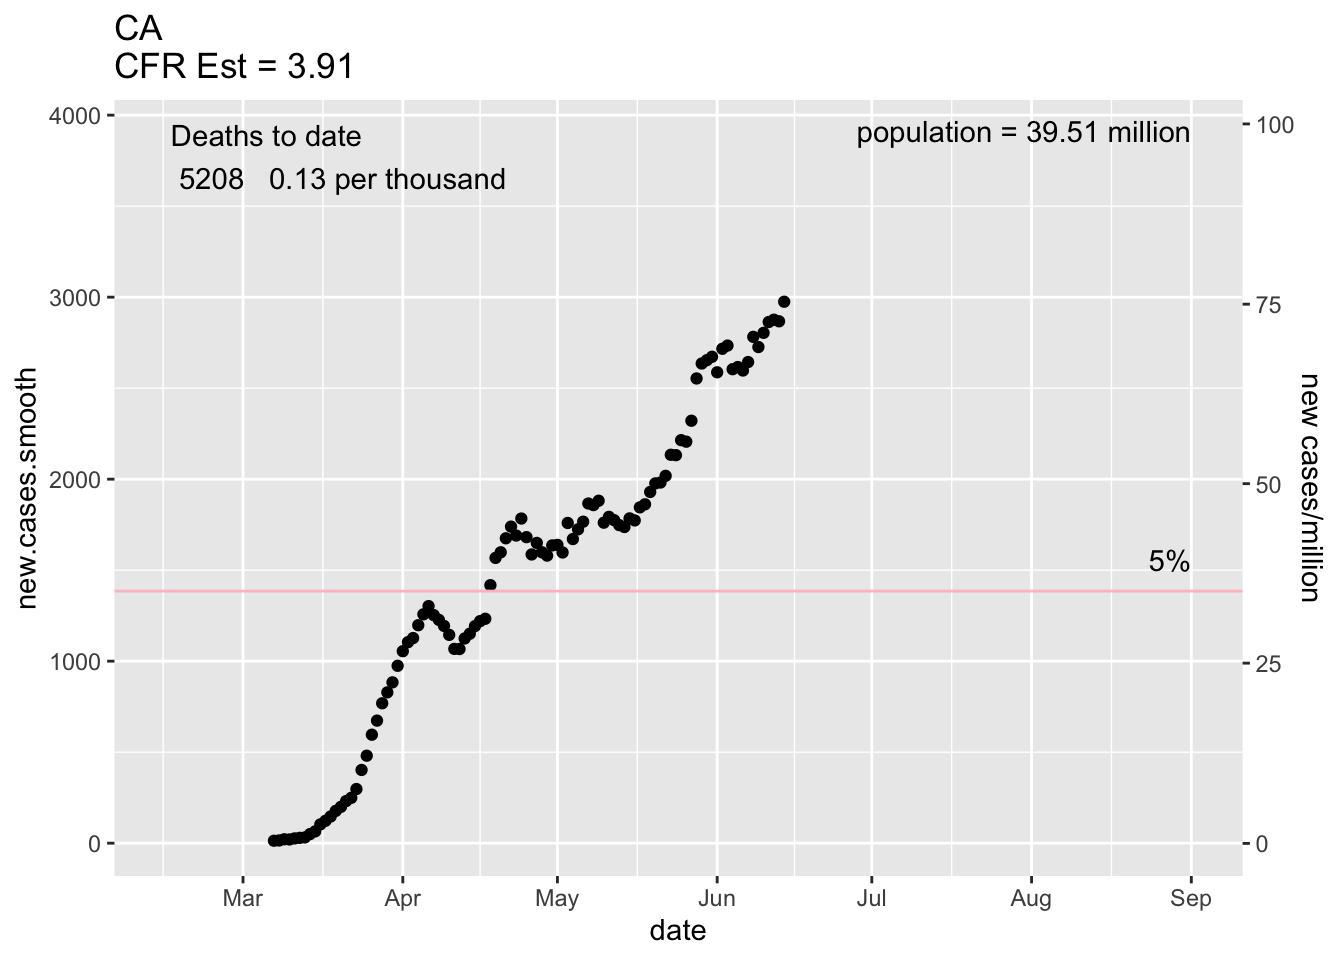 CA
CFR Est = 3.91
Deaths to date
5208 0.13 per thousand
population = 39.51 million
4000
3000
2000
1000
0
new.cases.smooth
100
75
50
25
0
new cases/million
5%
Mar Apr May Jun Jul Aug Sep
date